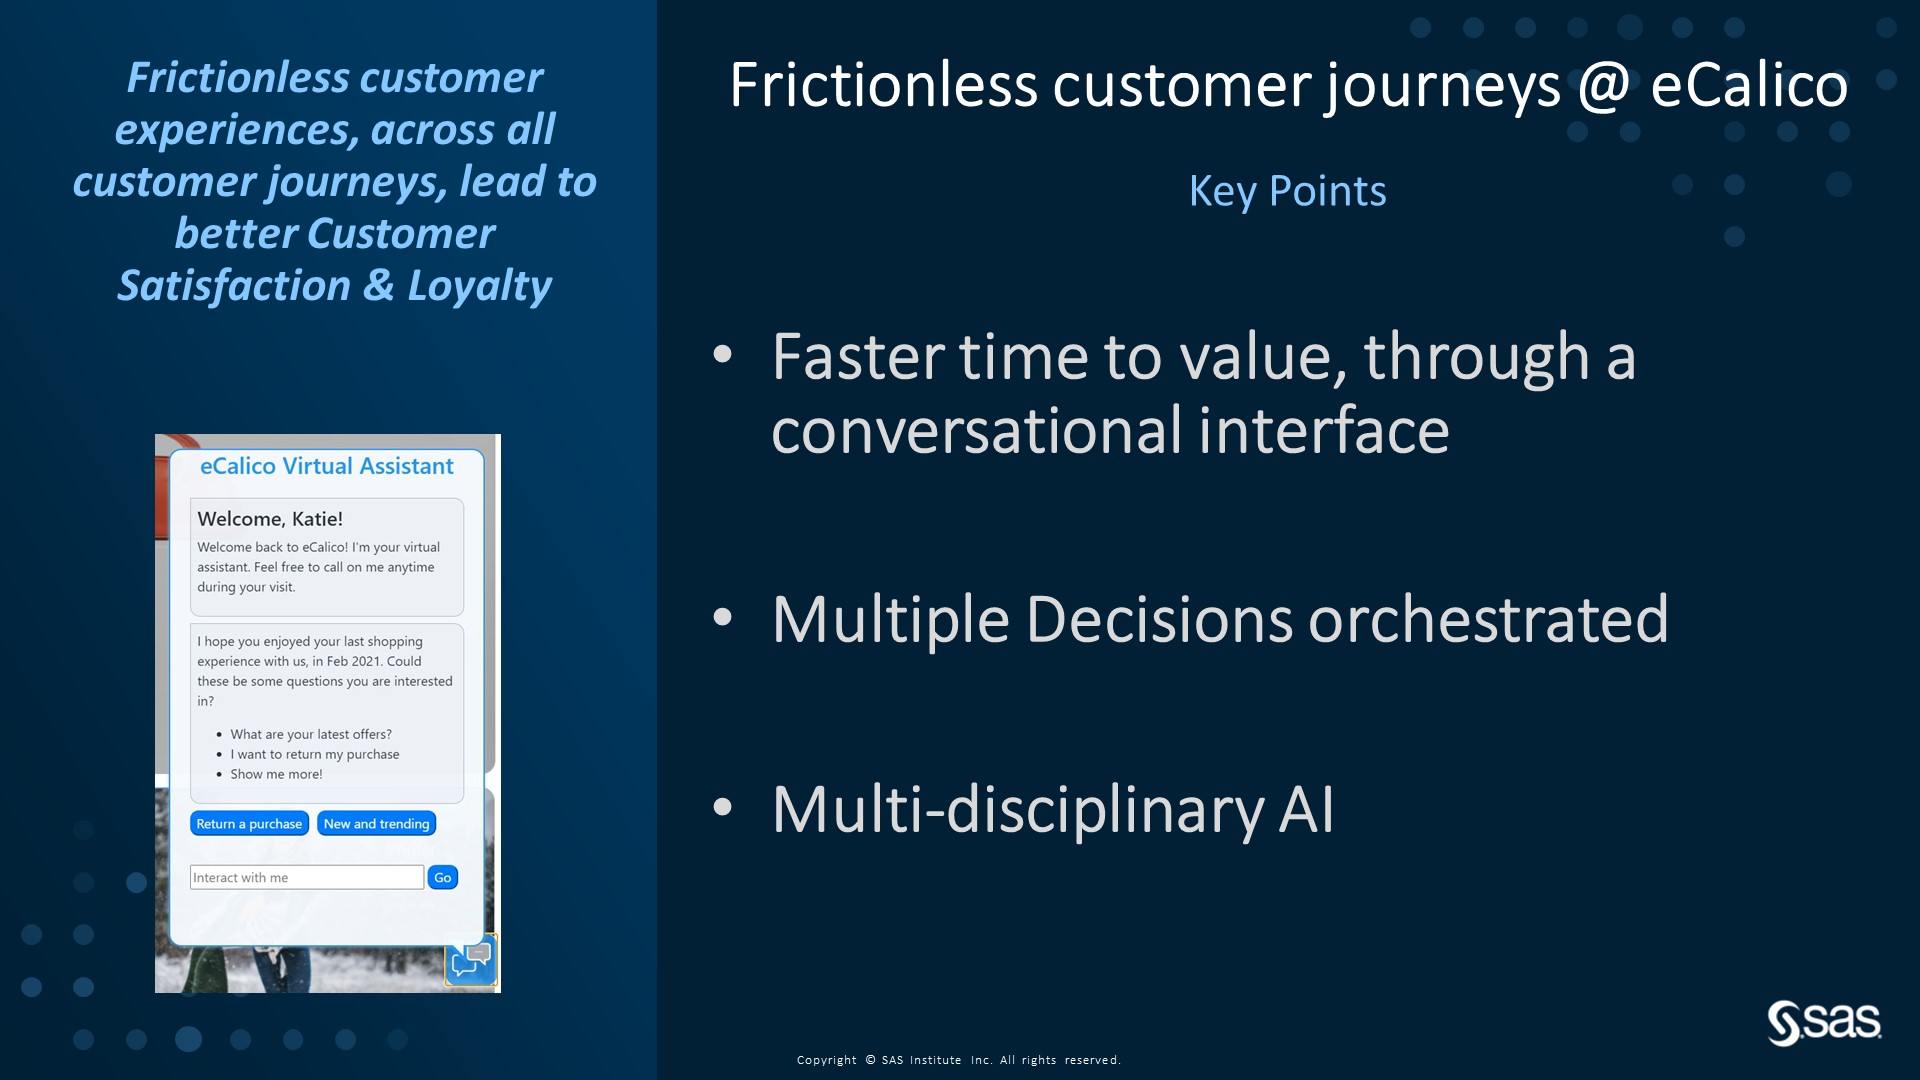 Frictionless customer
experiences, across all
customer journeys, lead to
better Customer
Satisfaction & Loyalty
eCalico Virtual Assistant
Welcome, Katie!
Welcome back to eCalico! I'm your virtual
assistant. Feel free to call on me anytime
during your visit.
I hope you enjoyed your last shopping
experience with us, in Feb 2021. Could
these be some questions you are interested
in?
• What are your latest offers?
• I want to return my purchase
• Show me more!
Return a purchase New and trending
Interact with me Go
Frictionless customer journeys @ eCalico
Key Points
• Faster time to value, through a
conversational interface
• Multiple Decisions orchestrated
• Multi-disciplinary AI
sas
Copyright © SAS Institute Inc. All rights reserved.